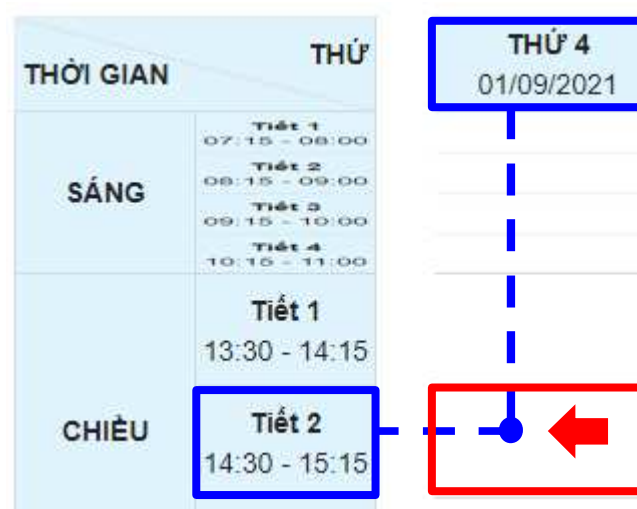 THỨ
THỜI GIAN
THỨ 4
01/09/2021
SÁNG
Tiết 1
07:15 - 08:00
Tiết 2
08:15 - 09:00
Tiết 3
09:15 - 10:00
Tiết 4
10:15 - 11:00
CHIỀU
Tiết 1
13:30 - 14:15
Tiết 2
14:30 - 15:15